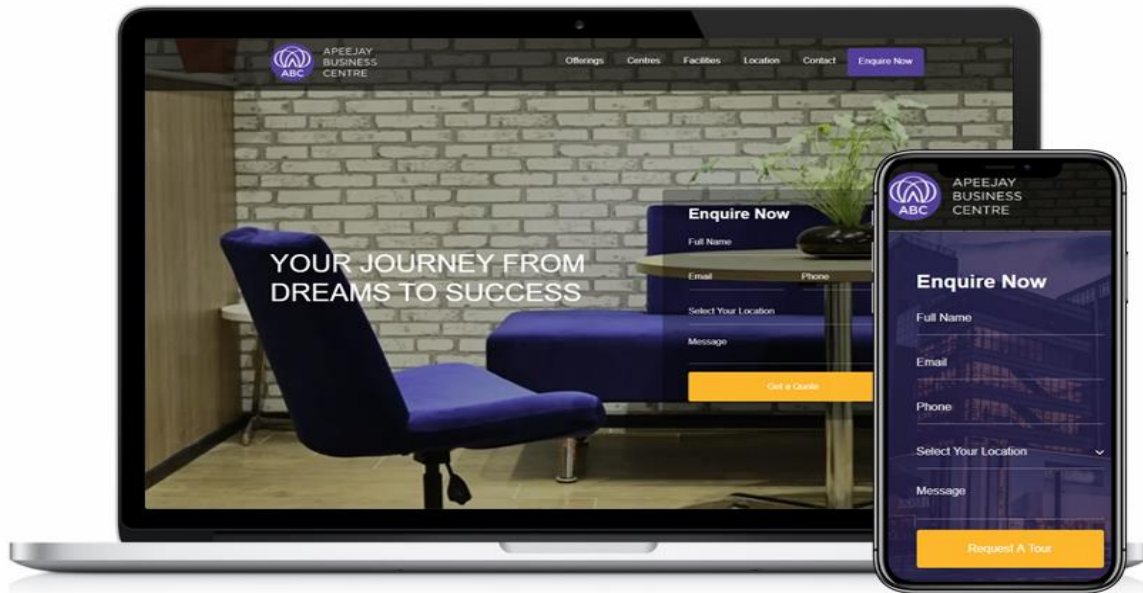 ABC
APEEJAY
BUSINESS
CENTRE
Offerings Centres Facilities Location Contact Enquire Now
YOUR JOURNEY FROM
DREAMS TO SUCCESS
Enquire Now
Full Name
Email Phone
Select Your Location
Message
Get a Quote
ABC
APEEJAY
BUSINESS
CENTRE
Enquire Now
Full Name
Email
Phone
Select Your Location
Message
Request A Tour